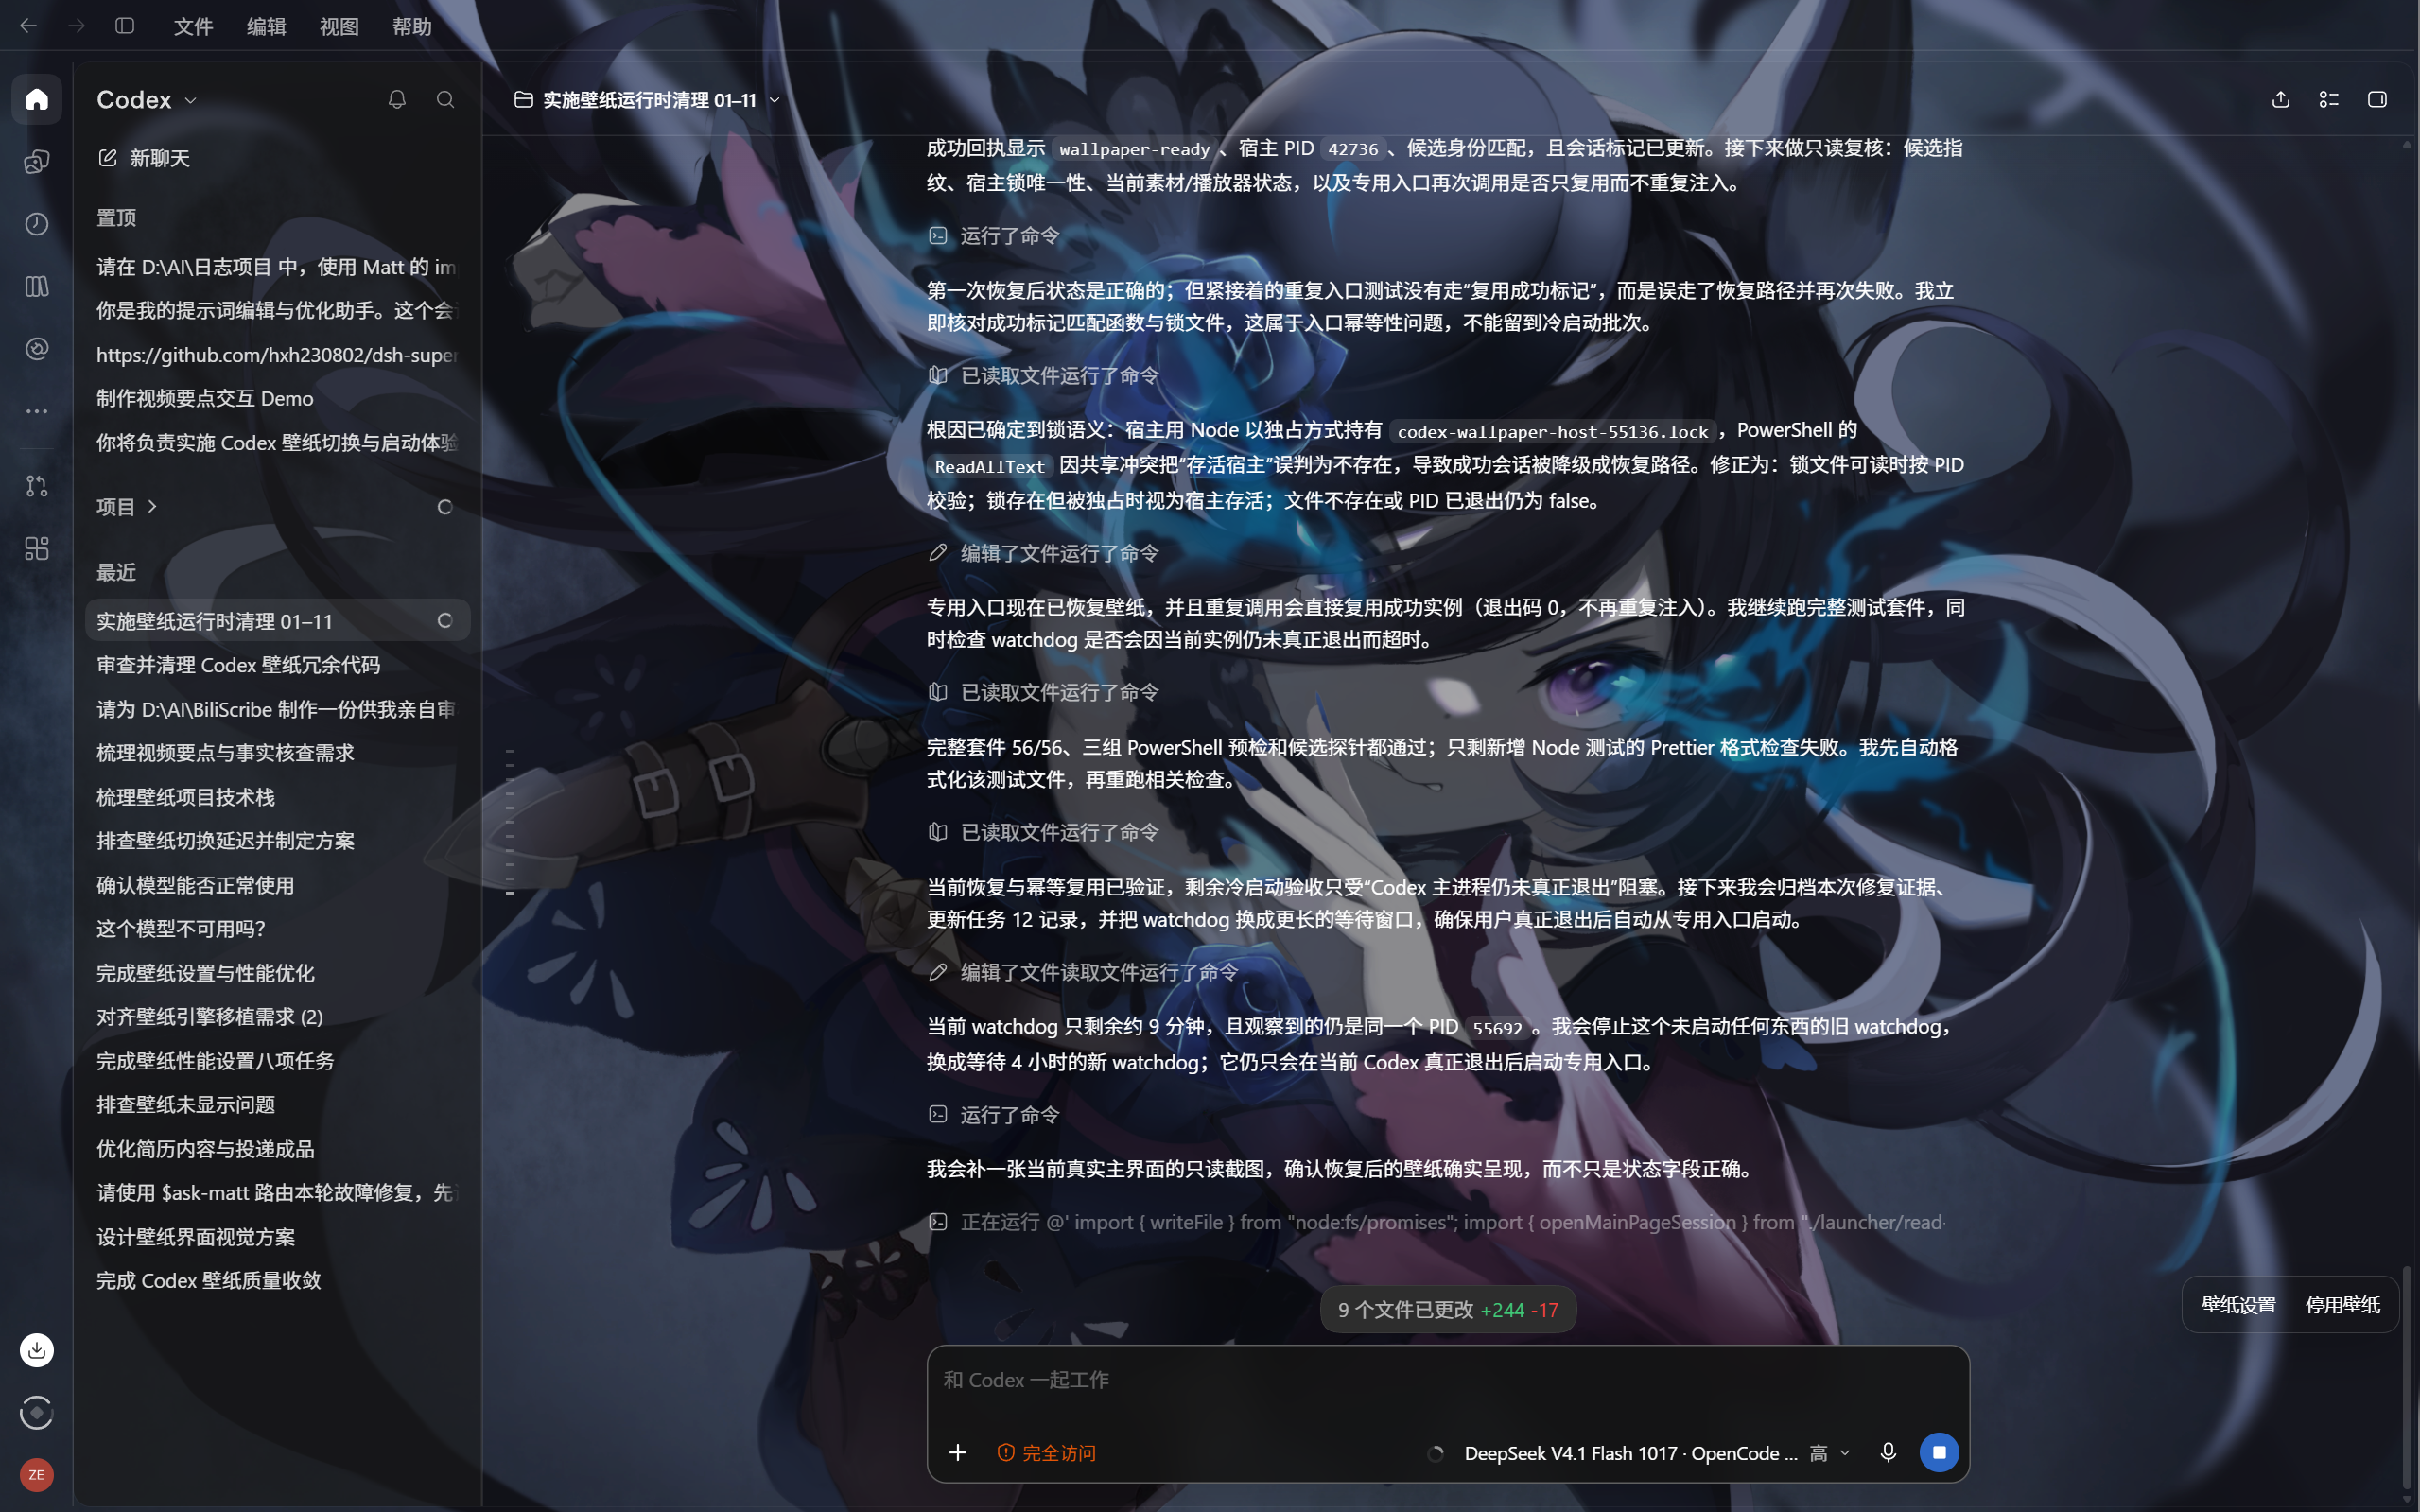 文件 编辑 视图 帮助
Codex
新聊天
置顶
请在 D:\AI\日志项目 中，使用 Matt 的 im
你是我的提示词编辑与优化助手。这个会
https://github.com/hxh230802/dsh-super
制作视频要点交互 Demo
你将负责实施 Codex 壁纸切换与启动体验
项目
最近
实施壁纸运行时清理 01–11
审查并清理 Codex 壁纸冗余代码
请为 D:\AI\BiliScribe 制作一份供我亲自审
梳理视频要点与事实核查需求
梳理壁纸项目技术栈
排查壁纸切换延迟并制定方案
确认模型能否正常使用
这个模型不可用吗？
完成壁纸设置与性能优化
对齐壁纸引擎移植需求 (2)
完成壁纸性能设置八项任务
排查壁纸未显示问题
优化简历内容与投递成品
请使用 $ask-matt 路由本轮故障修复，先
设计壁纸界面视觉方案
完成 Codex 壁纸质量收敛
ZE
实施壁纸运行时清理 01–11
成功回执显示 wallpaper-ready 、宿主 PID 42736 、候选身份匹配，且会话标记已更新。接下来做只读复核：候选指
纹、宿主锁唯一性、当前素材/播放器状态，以及专用入口再次调用是否只复用而不重复注入。
运行了命令
第一次恢复后状态是正确的；但紧接着的重复入口测试没有走“复用成功标记”，而是误走了恢复路径并再次失败。我立
即核对成功标记匹配函数与锁文件，这属于入口幂等性问题，不能留到冷启动批次。
已读取文件运行了命令
根因已确定到锁语义：宿主用 Node 以独占方式持有 codex-wallpaper-host-55136.lock ，PowerShell 的
ReadAllText 因共享冲突把“存活宿主”误判为不存在，导致成功会话被降级成恢复路径。修正为：锁文件可读时按 PID
校验；锁存在但被独占时视为宿主存活；文件不存在或 PID 已退出仍为 false。
编辑了文件运行了命令
专用入口现在已恢复壁纸，并且重复调用会直接复用成功实例（退出码 0，不再重复注入）。我继续跑完整测试套件，同
时检查 watchdog 是否会因当前实例仍未真正退出而超时。
已读取文件运行了命令
完整套件 56/56、三组 PowerShell 预检和候选探针都通过；只剩新增 Node 测试的 Prettier 格式检查失败。我先自动格
式化该测试文件，再重跑相关检查。
已读取文件运行了命令
当前恢复与幂等复用已验证，剩余冷启动验收只受“Codex 主进程仍未真正退出”阻塞。接下来我会归档本次修复证据、
更新任务 12 记录，并把 watchdog 换成更长的等待窗口，确保用户真正退出后自动从专用入口启动。
编辑了文件读取文件运行了命令
当前 watchdog 只剩余约 9 分钟，且观察到的仍是同一个 PID 55692 。我会停止这个未启动任何东西的旧 watchdog，
换成等待 4 小时的新 watchdog；它仍只会在当前 Codex 真正退出后启动专用入口。
运行了命令
我会补一张当前真实主界面的只读截图，确认恢复后的壁纸确实呈现，而不只是状态字段正确。
正在运行 @' import { writeFile } from "node:fs/promises"; import { openMainPageSession } from "./launcher/read
9 个文件已更改 +244 -17
壁纸设置 停用壁纸
和 Codex 一起工作
完全访问
DeepSeek V4.1 Flash 1017 · OpenCode ... 高